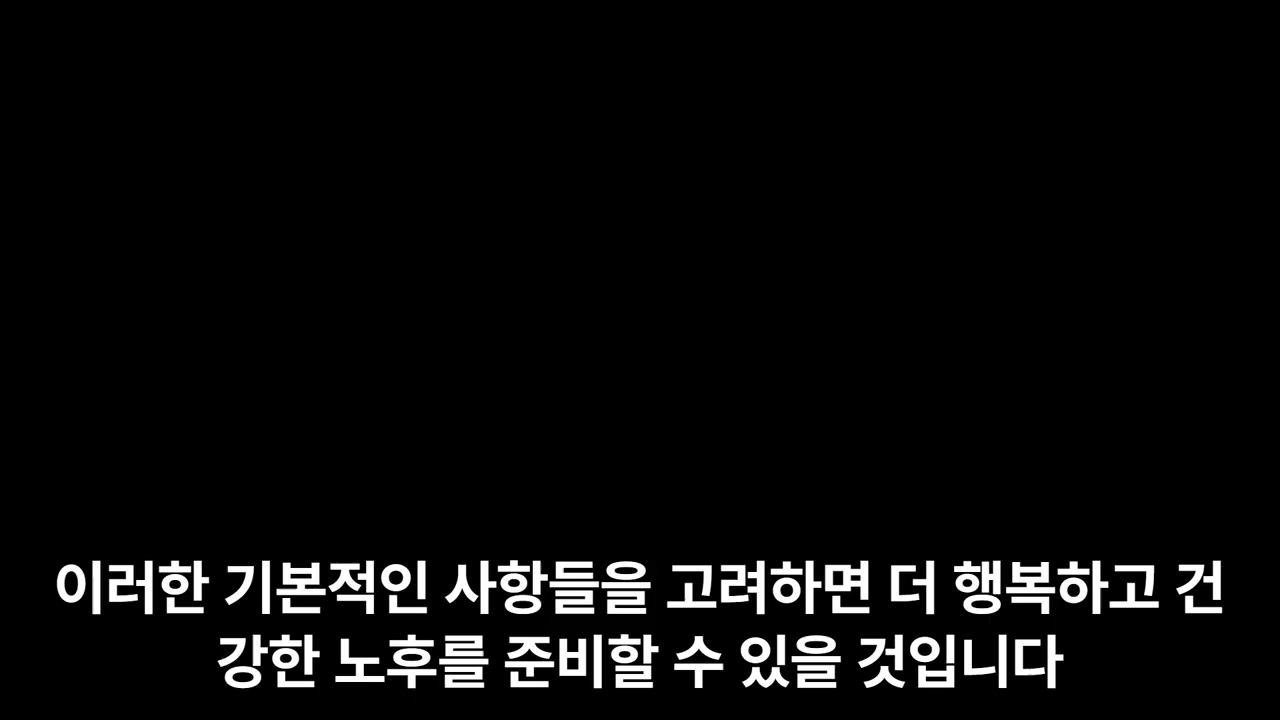 이러한 기본적인 사항들을 고려하면 더 행복하고 건
강한 노후를 준비할 수 있을 것입니다